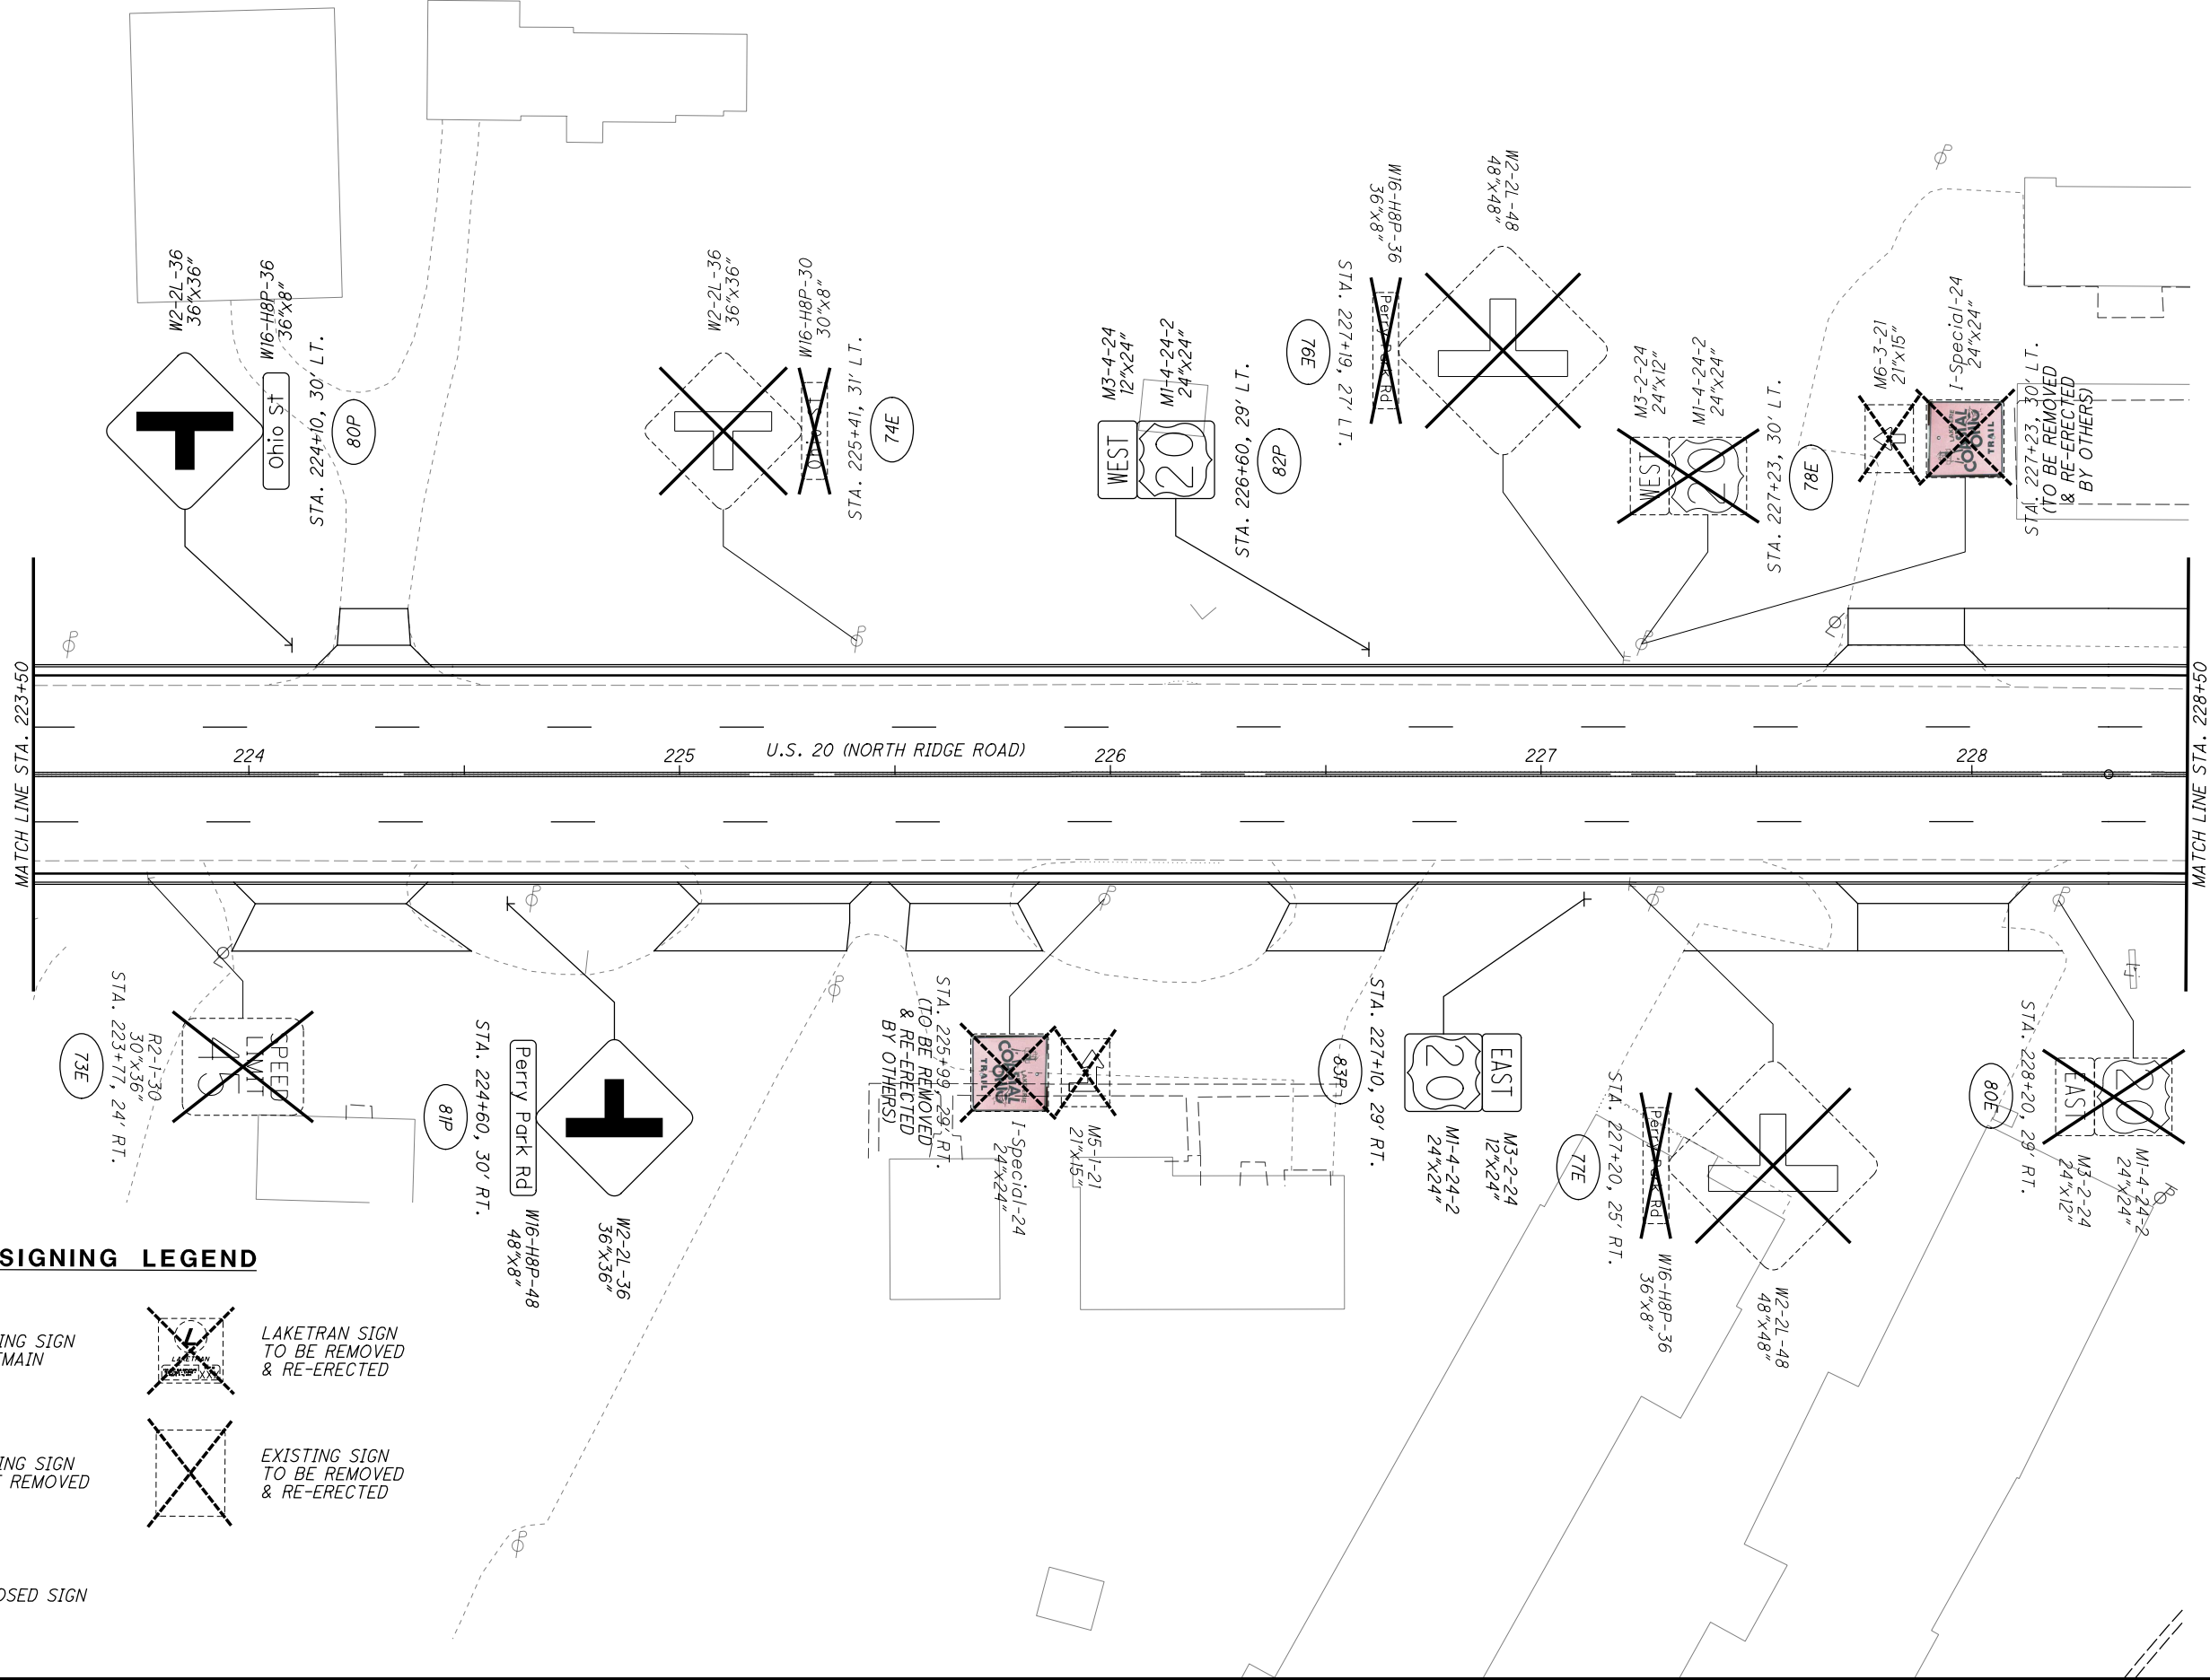 W2-2L-36
36"x36"
W16-H8P-36
36"x8"
Ohio St
STA. 224+10, 30' LT.
80P
W2-2L-36
36"x36"
W16-H8P-30
30"x8"
STA. 225+41, 31' LT.
74E
M3-4-24
12"x24"
M1-4-24-2
24"x24"
WEST
20
STA. 226+60, 29' LT.
82P
W2-2L-48
48"x48"
W16-H8P-36
36"x8"
Perry Park Rd
STA. 227+19, 27' LT.
76E
M3-2-24
24"x12"
M1-4-24-2
24"x24"
WEST
20
STA. 227+23, 30' LT.
78E
M6-3-21
21"x15"
I-Special-24
24"x24"
TRAIL
STA. 227+23, 30' LT.
(TO BE REMOVED
& RE-ERECTED
BY OTHERS)
MATCH LINE STA. 223+50
MATCH LINE STA. 228+50
224
225
U.S. 20 (NORTH RIDGE ROAD)
226
227
228
SPEED
LIMIT
45
R2-1-30
30"x36"
STA. 223+77, 24' RT.
73E
Perry Park Rd
W2-2L-36
36"x36"
W16-H8P-48
48"x8"
STA. 224+60, 30' RT.
81P
TRAIL
M5-1-21
21"x15"
I-Special-24
24"x24"
STA. 225+99, 29' RT.
(TO BE REMOVED
& RE-ERECTED
BY OTHERS)
EAST
20
M3-2-24
12"x24"
M1-4-24-2
24"x24"
STA. 227+10, 29' RT.
83P
Perry Park Rd
W2-2L-48
48"x48"
W16-H8P-36
36"x8"
STA. 227+20, 25' RT.
77E
20
EAST
M1-4-24-2
24"x24"
M3-2-24
24"x12"
STA. 228+20, 29' RT.
80E
SIGNING LEGEND
ING SIGN
EMAIN
LAKETRAN
LAKETRAN SIGN
TO BE REMOVED
& RE-ERECTED
ING SIGN
E REMOVED
EXISTING SIGN
TO BE REMOVED
& RE-ERECTED
OSED SIGN